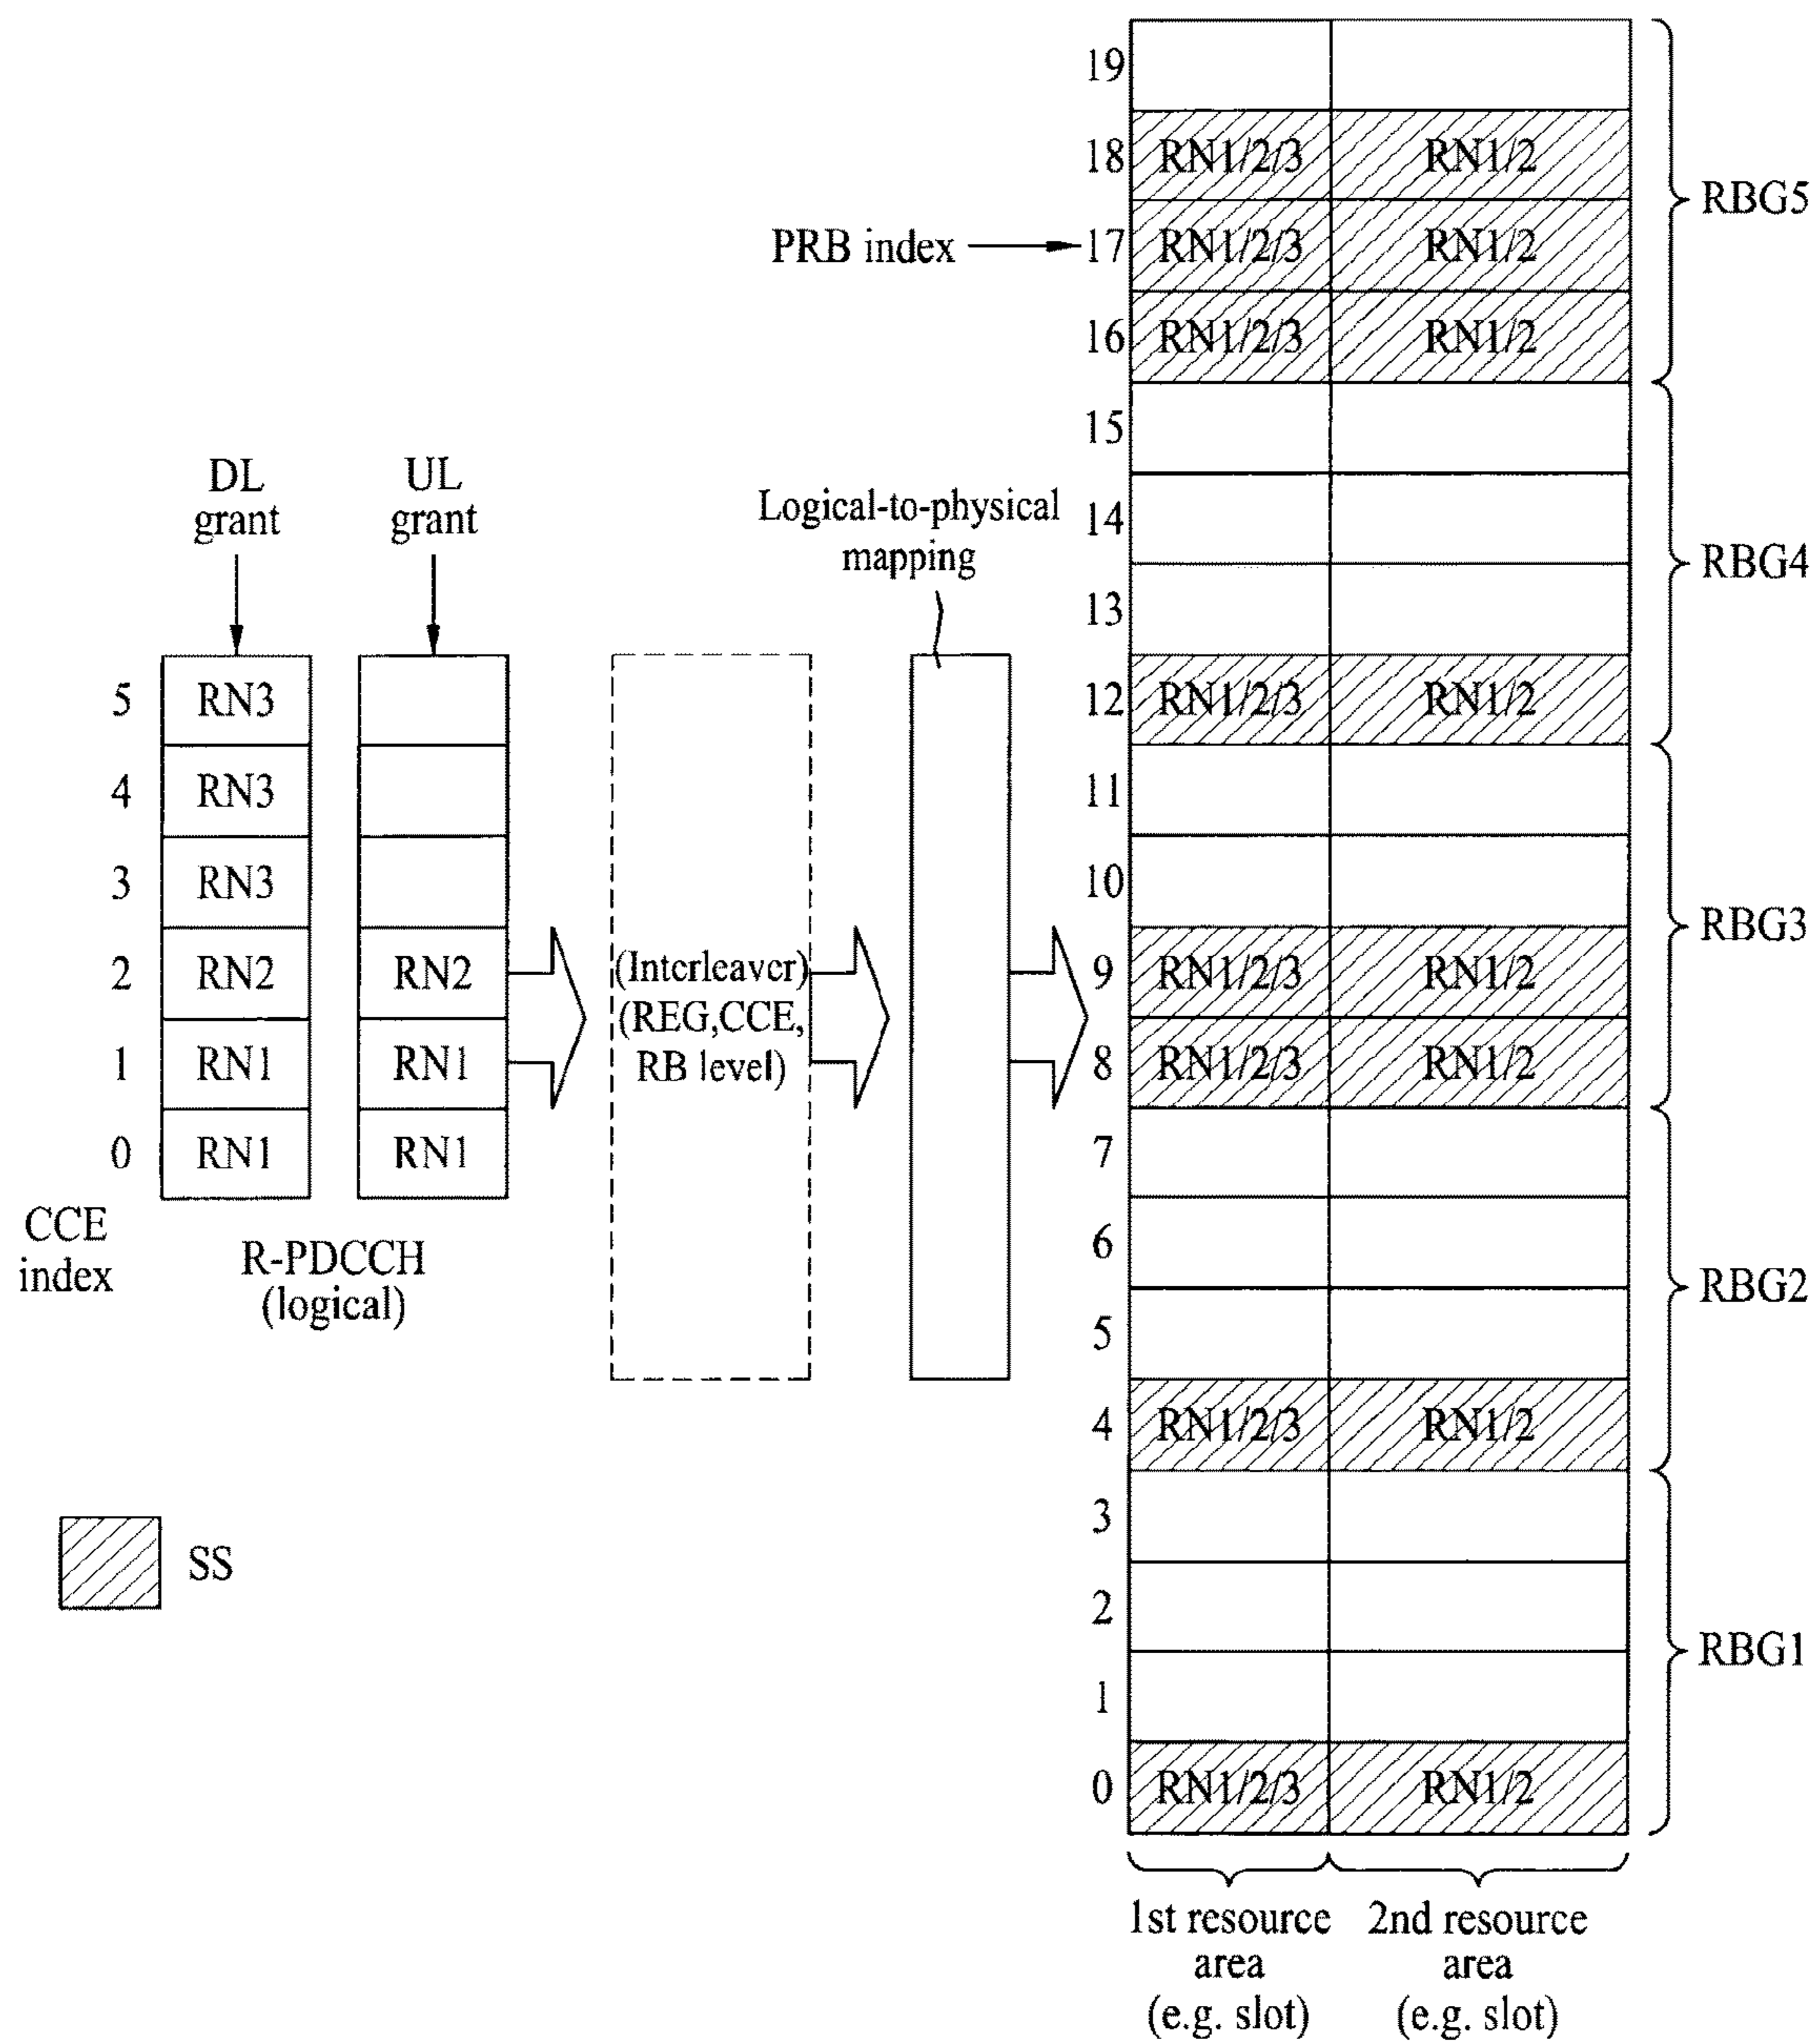 19
18 RN1/2/3 RN1/2
PRB index 17 RN1/2/3 RN1/2
16 RN1/2/3 RN1/2
RBG5
15
14
13
12 RN1/2/3 RN1/2
RBG4
11
10
9 RN1/2/3 RN1/2
8 RN1/2/3 RN1/2
RBG3
7
6
5
4 RN1/2/3 RN1/2
RBG2
3
2
1
0 RN1/2/3 RN1/2
RBG1
1st resource
area
(e.g. slot)
2nd resource
area
(e.g. slot)
DL
grant
UL
grant
Logical-to-physical
mapping
5 RN3
4 RN3
3 RN3
2 RN2 RN2
1 RN1 RN1
0 RN1 RN1
CCE
index
R-PDCCH
(logical)
(Interleaver)
(REG,CCE,
RB level)
SS